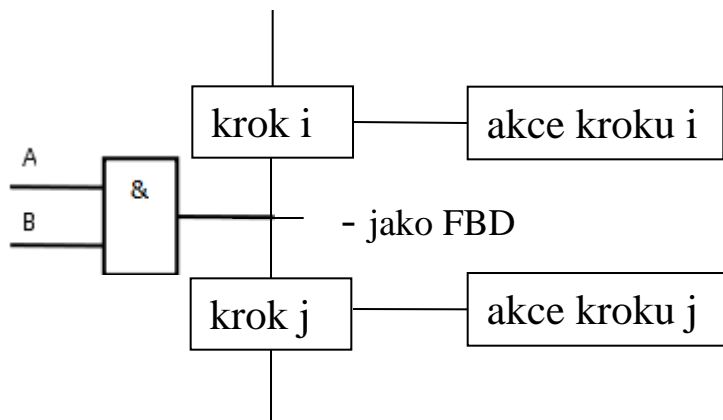 krok i
akce kroku i
A
&
B
- jako FBD
krok j
akce kroku j